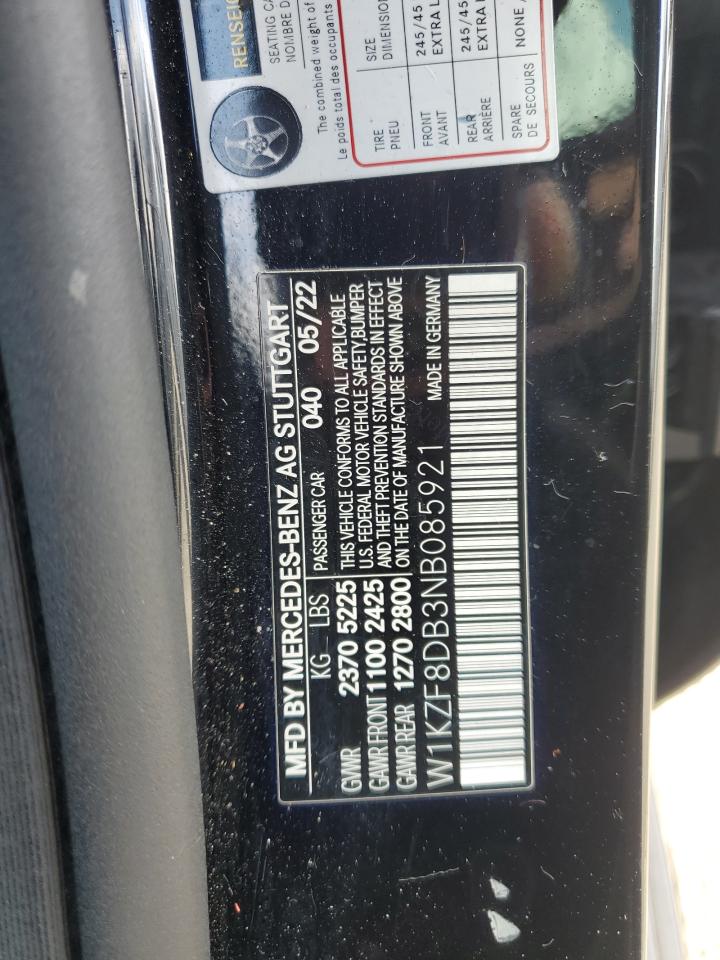 RENSEIG
SEATING CA
NOMBRE D
The combined weight of
Le poids total des occupants
TIRE SIZE
PNEU DIMENSION
FRONT 245/45
AVANT EXTRA L
REAR 245/45
ARRIÈRE EXTRA
SPARE NONE
DE SECOURS
MFD BY MERCEDES-BENZ AG STUTTGART
KG LBS PASSENGER CAR 040 05/22
GVWR 2370 5225 THIS VEHICLE CONFORMS TO ALL APPLICABLE
U.S. FEDERAL MOTOR VEHICLE SAFETY,BUMPER
GAWR FRONT 1100 2425 AND THEFT PREVENTION STANDARDS IN EFFECT
GAWR REAR 1270 2800 ON THE DATE OF MANUFACTURE SHOWN ABOVE
W1KZF8DB3NB085921 MADE IN GERMANY